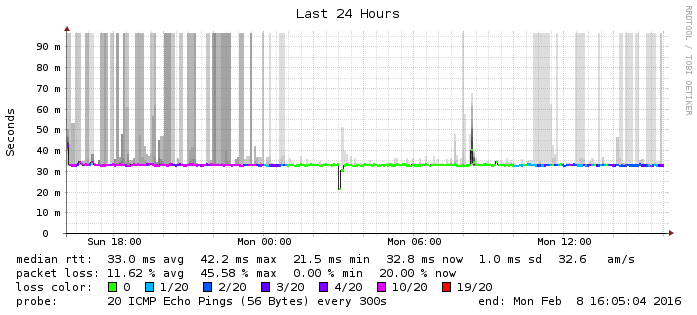 Last 24 Hours
RRDTOOL / TOBI OETIKER
Seconds
90 m
80 m
70 m
60 m
50 m
40 m
30 m
20 m
10 m
0
Sun 18:00 Mon 00:00 Mon 06:00 Mon 12:00
median rtt: 33.0 ms avg 42.2 ms max 21.5 ms min 32.8 ms now 1.0 ms sd 32.6 am/s
packet loss: 11.62 % avg 45.58 % max 0.00 % min 20.00 % now
loss color: 0 1/20 2/20 3/20 4/20 10/20 19/20
probe: 20 ICMP Echo Pings (56 Bytes) every 300s end: Mon Feb 8 16:05:04 2016